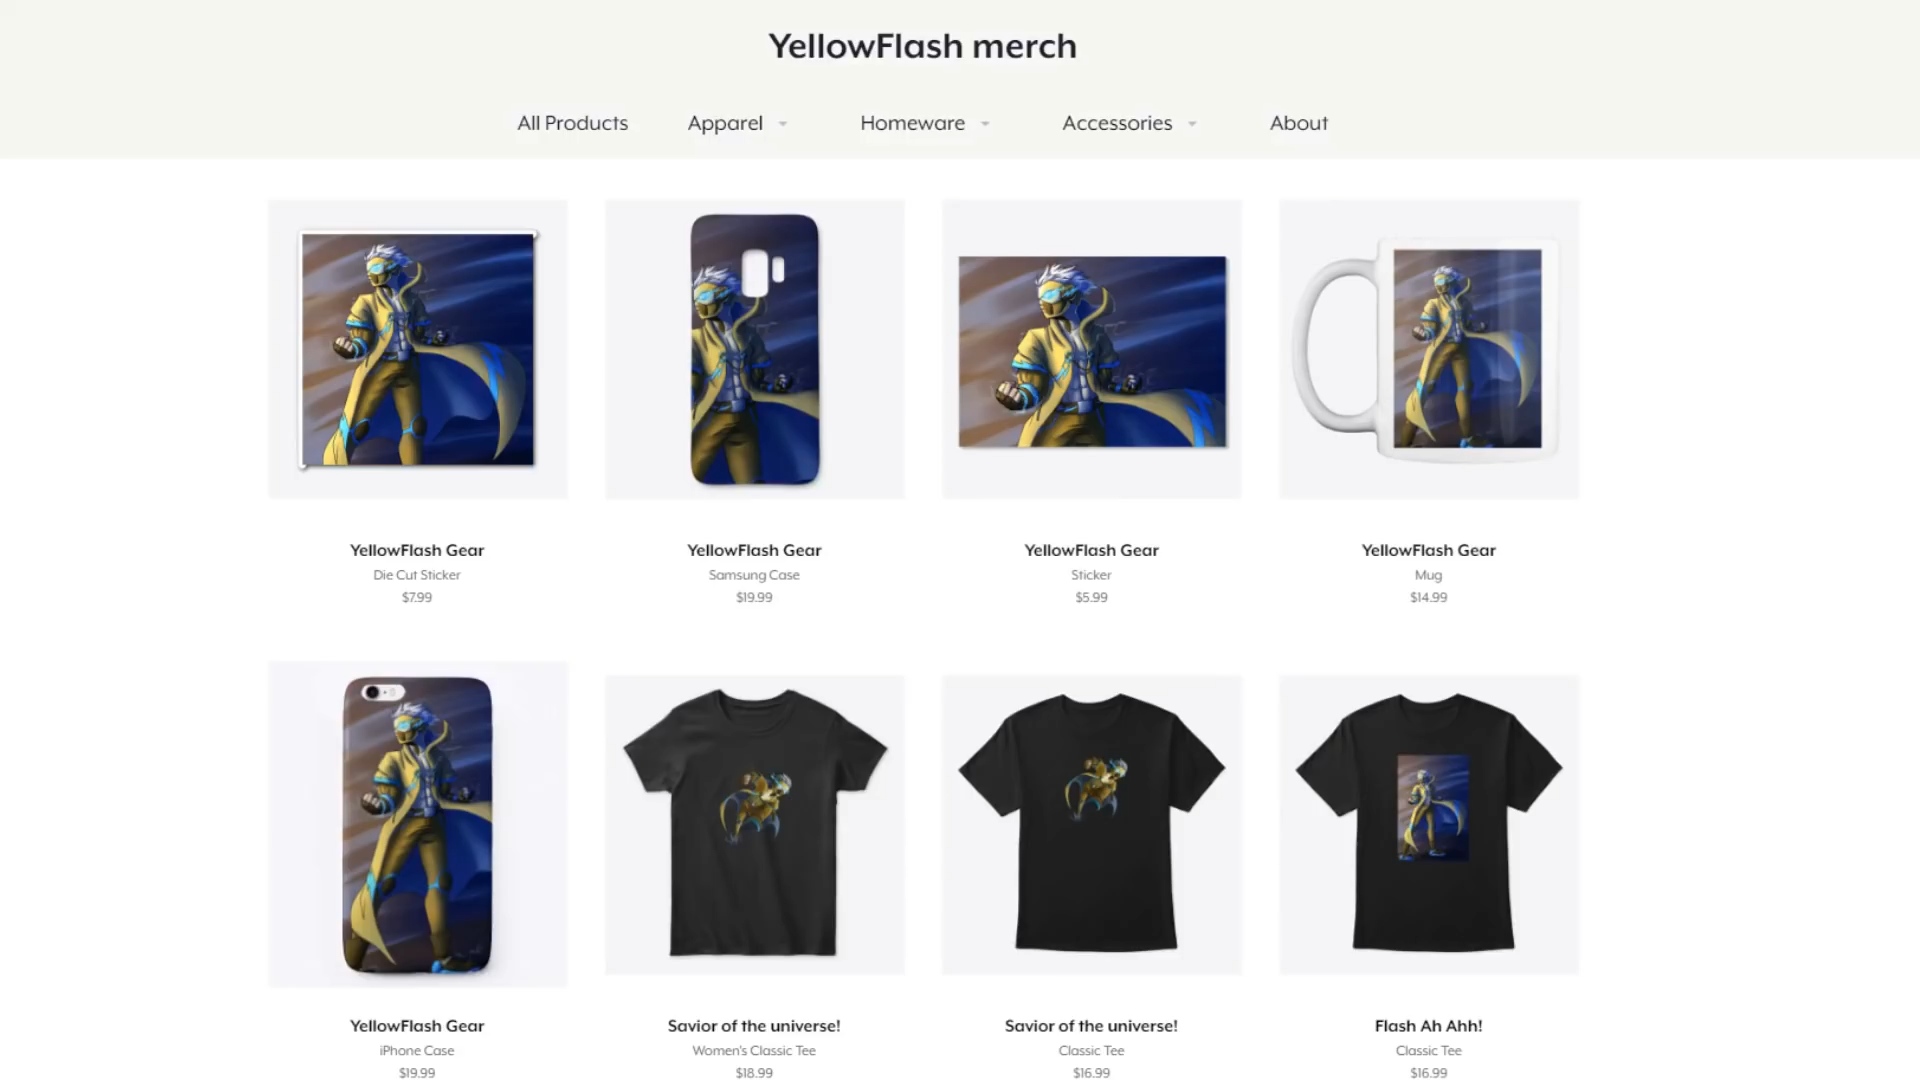 YellowFlash merch
All Products Apparel Homeware Accessories About
YellowFlash Gear
Die Cut Sticker
$7.99
YellowFlash Gear
Samsung Case
$19.99
YellowFlash Gear
Sticker
$5.99
YellowFlash Gear
Mug
$14.99
YellowFlash Gear
iPhone Case
$19.99
Savior of the universe!
Women's Classic Tee
$18.99
Savior of the universe!
Classic Tee
$16.99
Flash Ah Ahh!
Classic Tee
$16.99